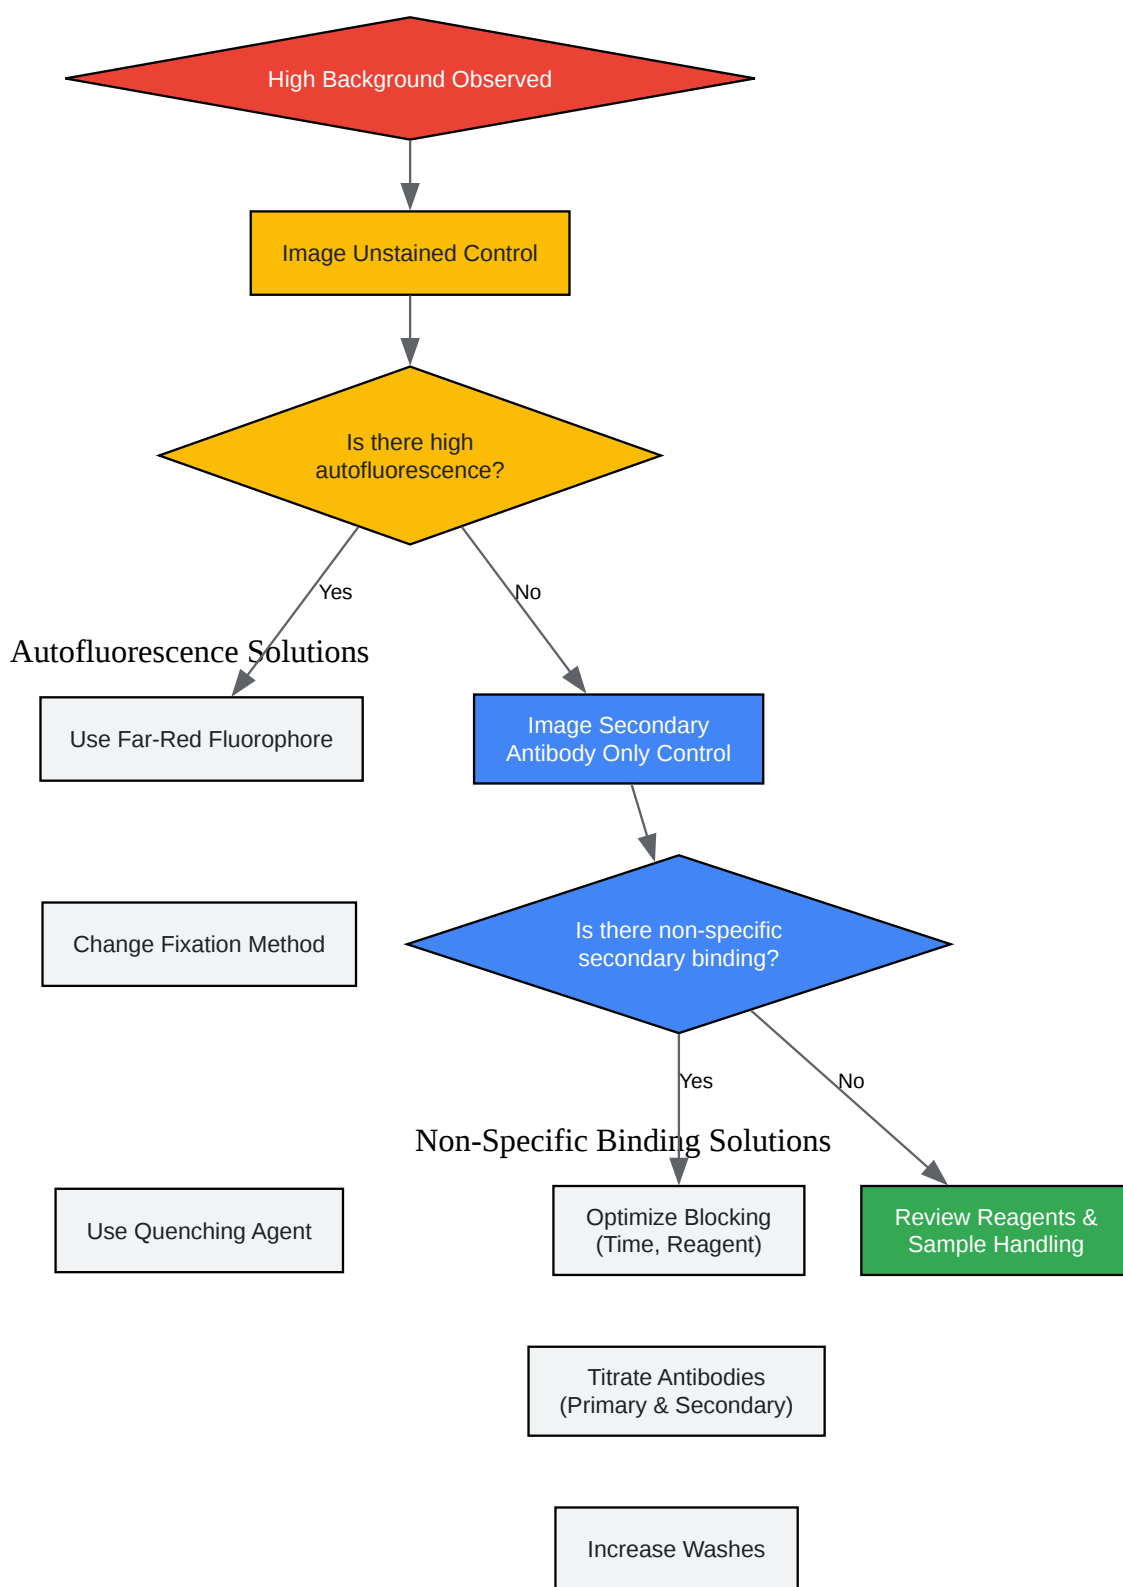 High Background Observed
Image Unstained Control
Is there high
autofluorescence?
Yes
No
Autofluorescence Solutions
Use Far-Red Fluorophore
Image Secondary
Antibody Only Control
Change Fixation Method
Is there non-specific
secondary binding?
Yes
No
Non-Specific Binding Solutions
Use Quenching Agent
Optimize Blocking
(Time, Reagent)
Review Reagents &
Sample Handling
Titrate Antibodies
(Primary & Secondary)
Increase Washes